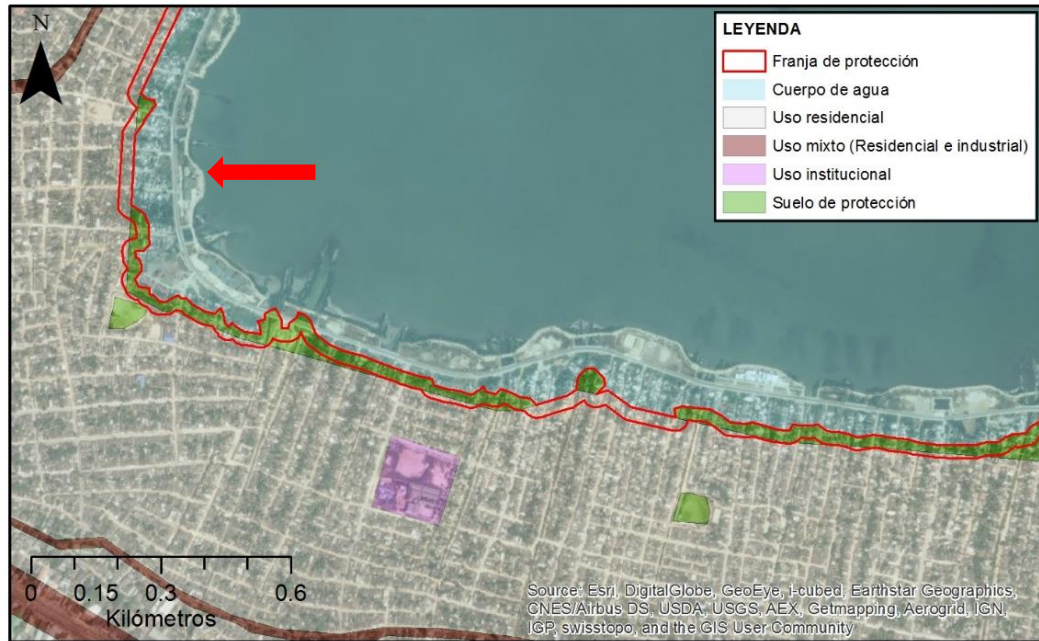 N
LEYENDA
Franja de protección
Cuerpo de agua
Uso residencial
Uso mixto (Residencial e industrial)
Uso institucional
Suelo de protección
0 0.15 0.3 0.6
Kilómetros
Source: Esri, DigitalGlobe, GeoEye, i-cubed, Earthstar Geographics,
CNES/Airbus DS, USDA, USGS, AEX, Getmapping, Aerogrid, IGN,
IGP, swisstopo, and the GIS User Community